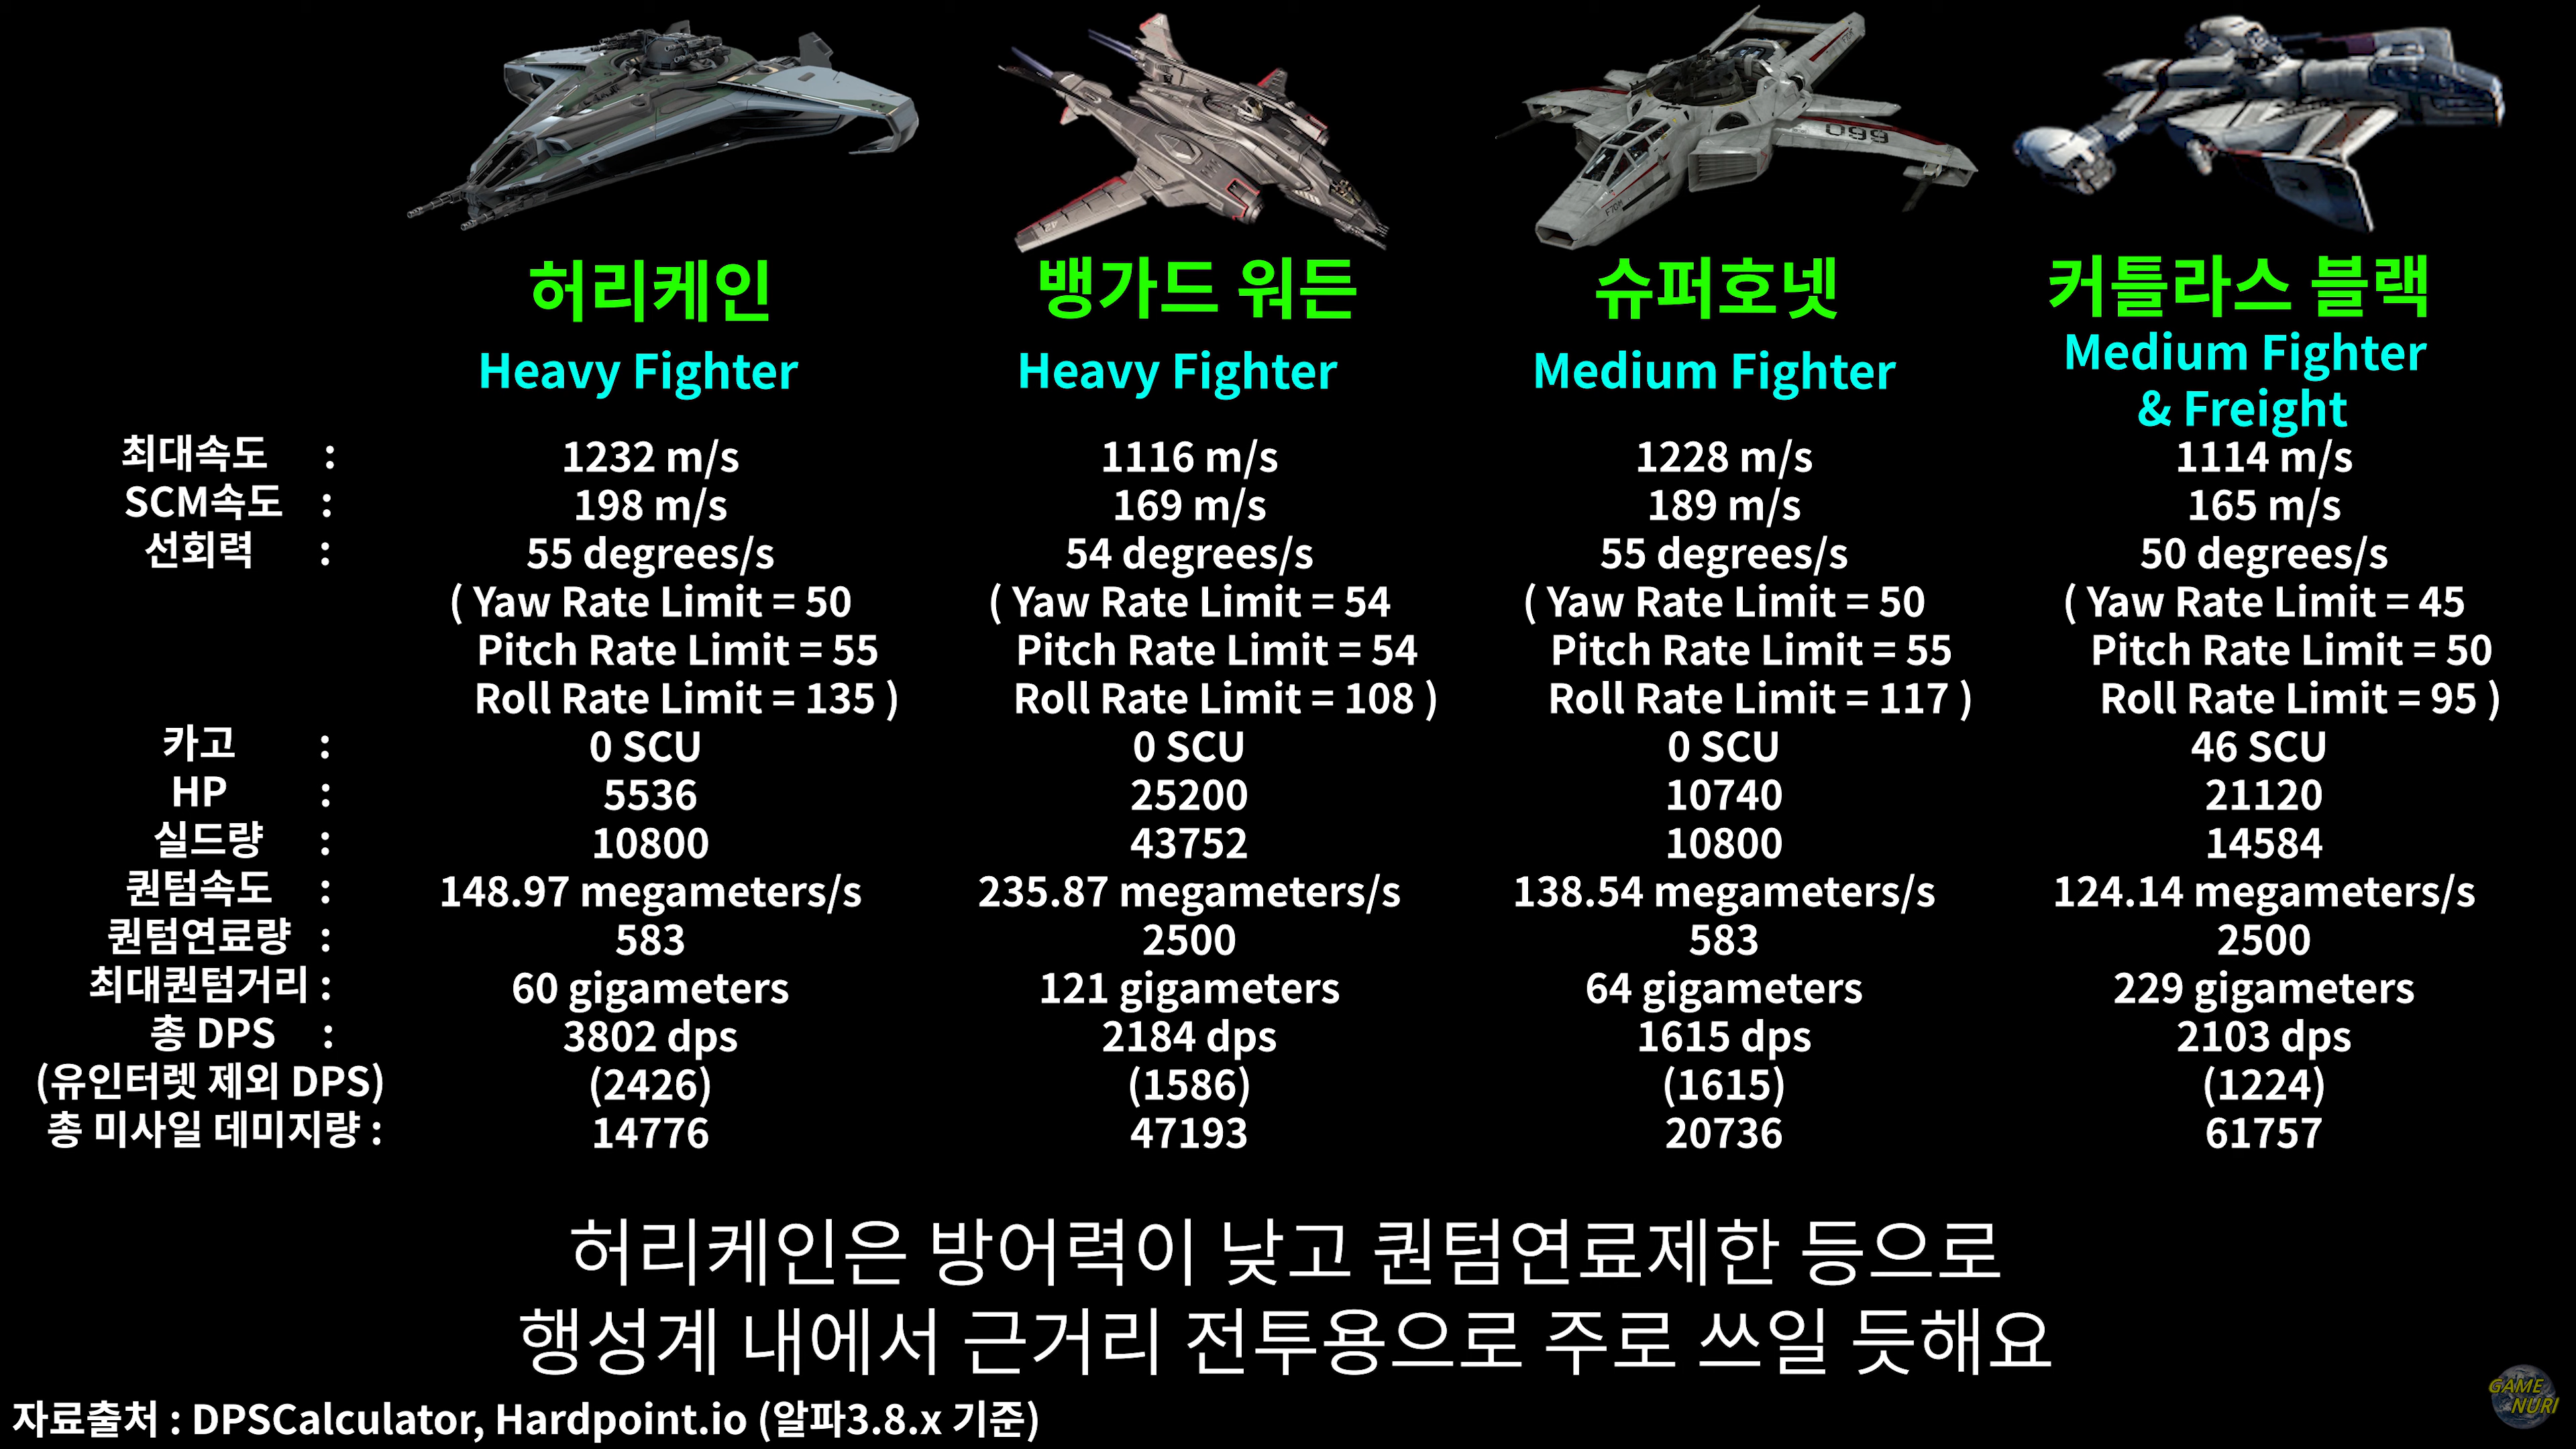 허리케인 뱅가드 워든 슈퍼호넷 커틀라스 블랙
Heavy Fighter Heavy Fighter Medium Fighter Medium Fighter
& Freight
최대속도 : 1232 m/s 1116 m/s 1228 m/s 1114 m/s
SCM속도 : 198 m/s 169 m/s 189 m/s 165 m/s
선회력 : 55 degrees/s 54 degrees/s 55 degrees/s 50 degrees/s
( Yaw Rate Limit = 50 ( Yaw Rate Limit = 54 ( Yaw Rate Limit = 50 ( Yaw Rate Limit = 45
Pitch Rate Limit = 55 Pitch Rate Limit = 54 Pitch Rate Limit = 55 Pitch Rate Limit = 50
Roll Rate Limit = 135 ) Roll Rate Limit = 108 ) Roll Rate Limit = 117 ) Roll Rate Limit = 95 )
카고 : 0 SCU 0 SCU 0 SCU 46 SCU
HP : 5536 25200 10740 21120
실드량 : 10800 43752 10800 14584
퀀텀속도 : 148.97 megameters/s 235.87 megameters/s 138.54 megameters/s 124.14 megameters/s
퀀텀연료량 : 583 2500 583 2500
최대퀀텀거리 : 60 gigameters 121 gigameters 64 gigameters 229 gigameters
총 DPS : 3802 dps 2184 dps 1615 dps 2103 dps
(유인터렛 제외 DPS) (2426) (1586) (1615) (1224)
총 미사일 데미지량 : 14776 47193 20736 61757
허리케인은 방어력이 낮고 퀀텀연료제한 등으로
행성계 내에서 근거리 전투용으로 주로 쓰일 듯해요
자료출처 : DPSCalculator, Hardpoint.io (알파3.8.x 기준)
GAME
NURI
099